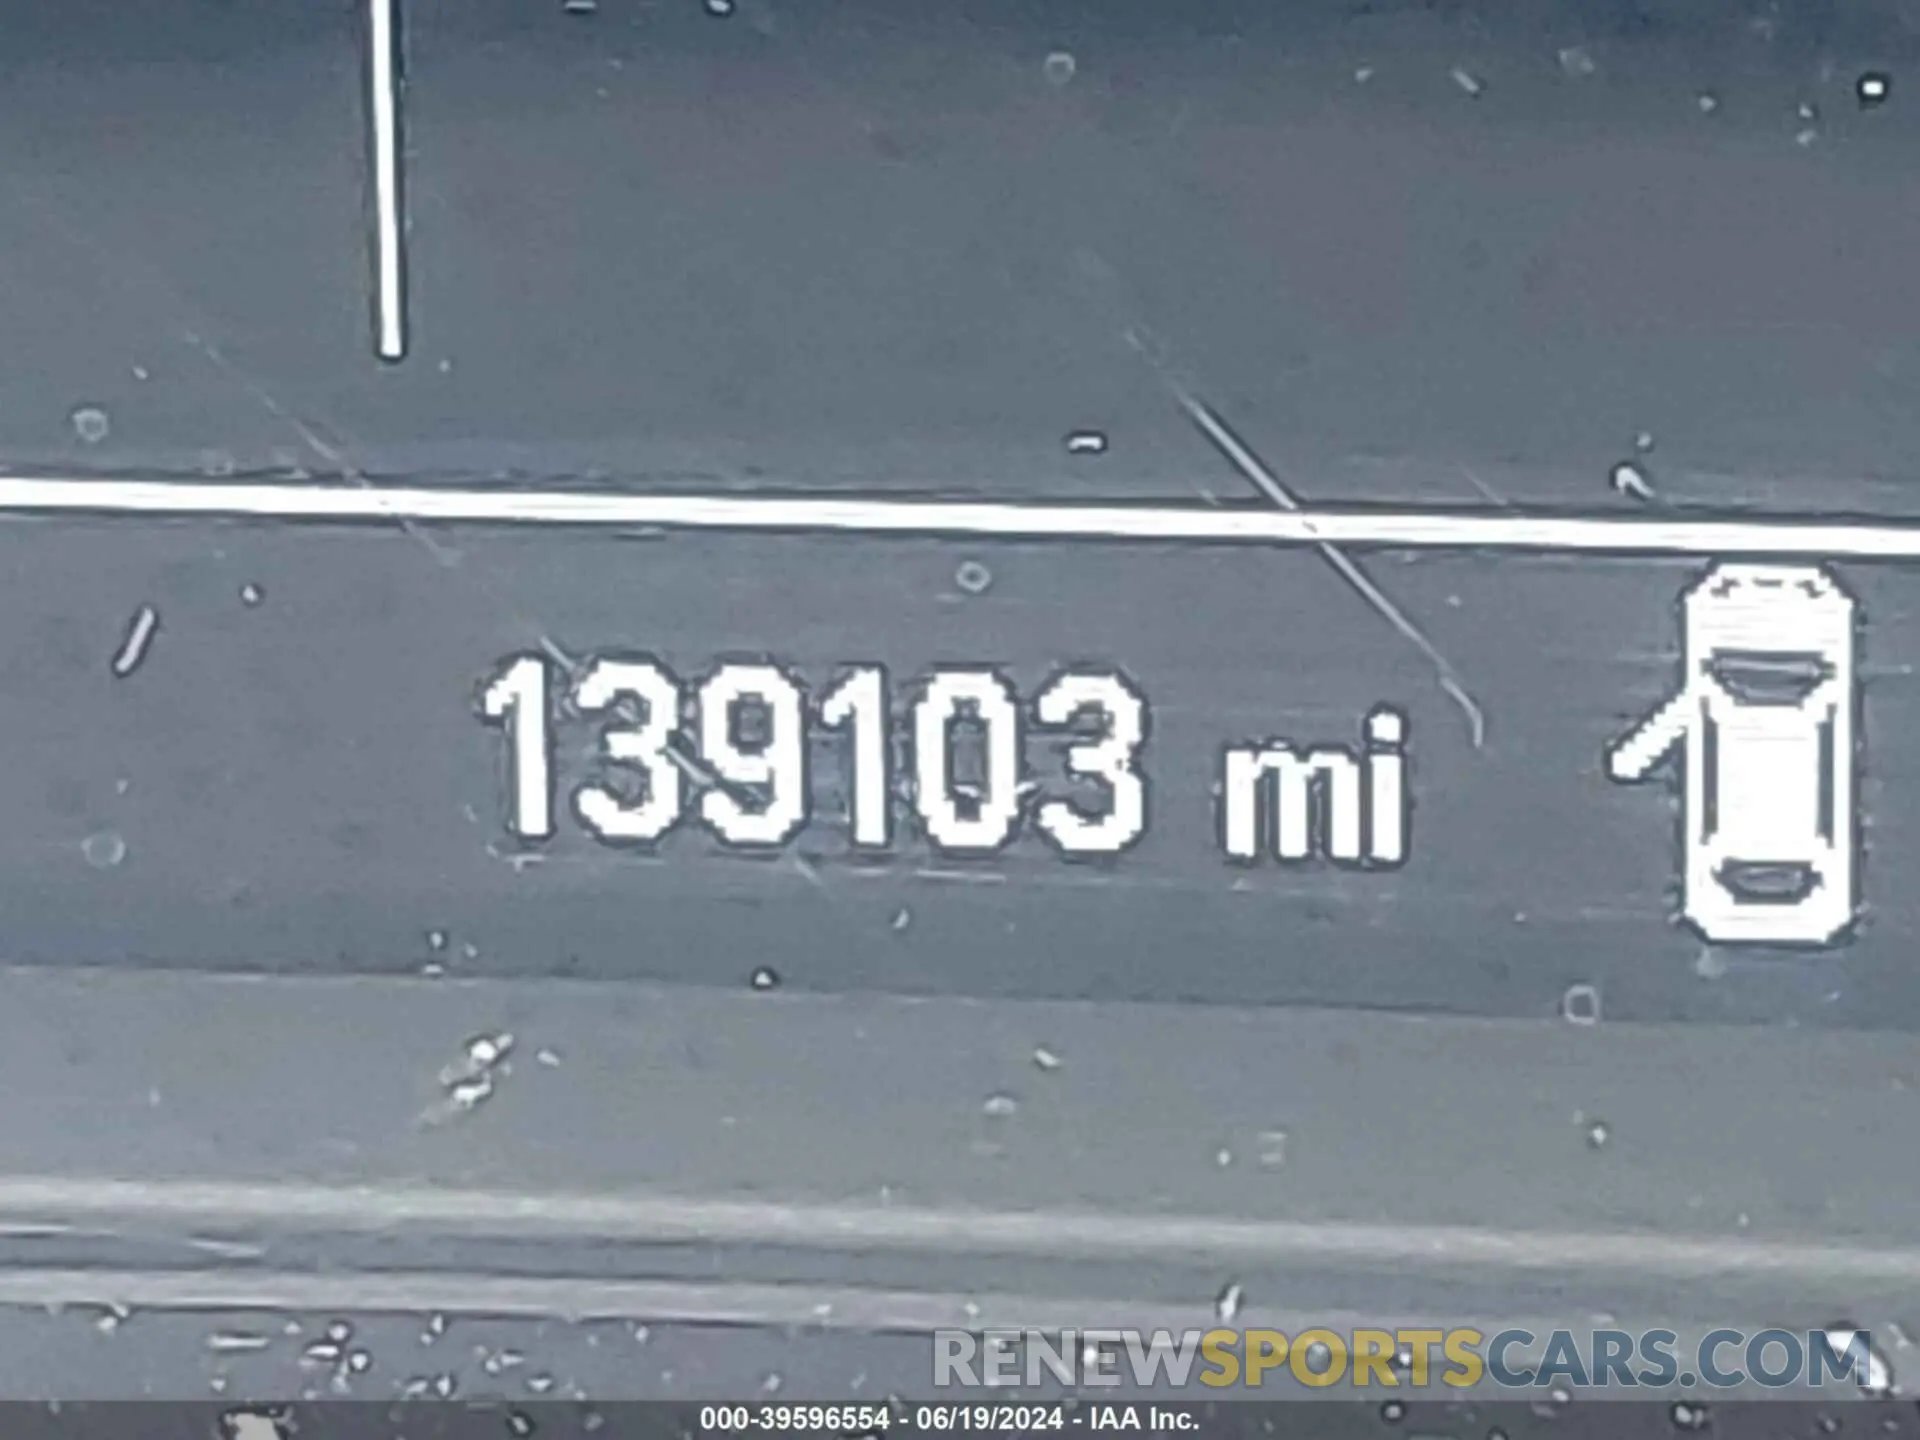 139103 mi
RENEWSPORTSCARS.COM
000-39596554 - 06/19/2024 - IAA Inc.